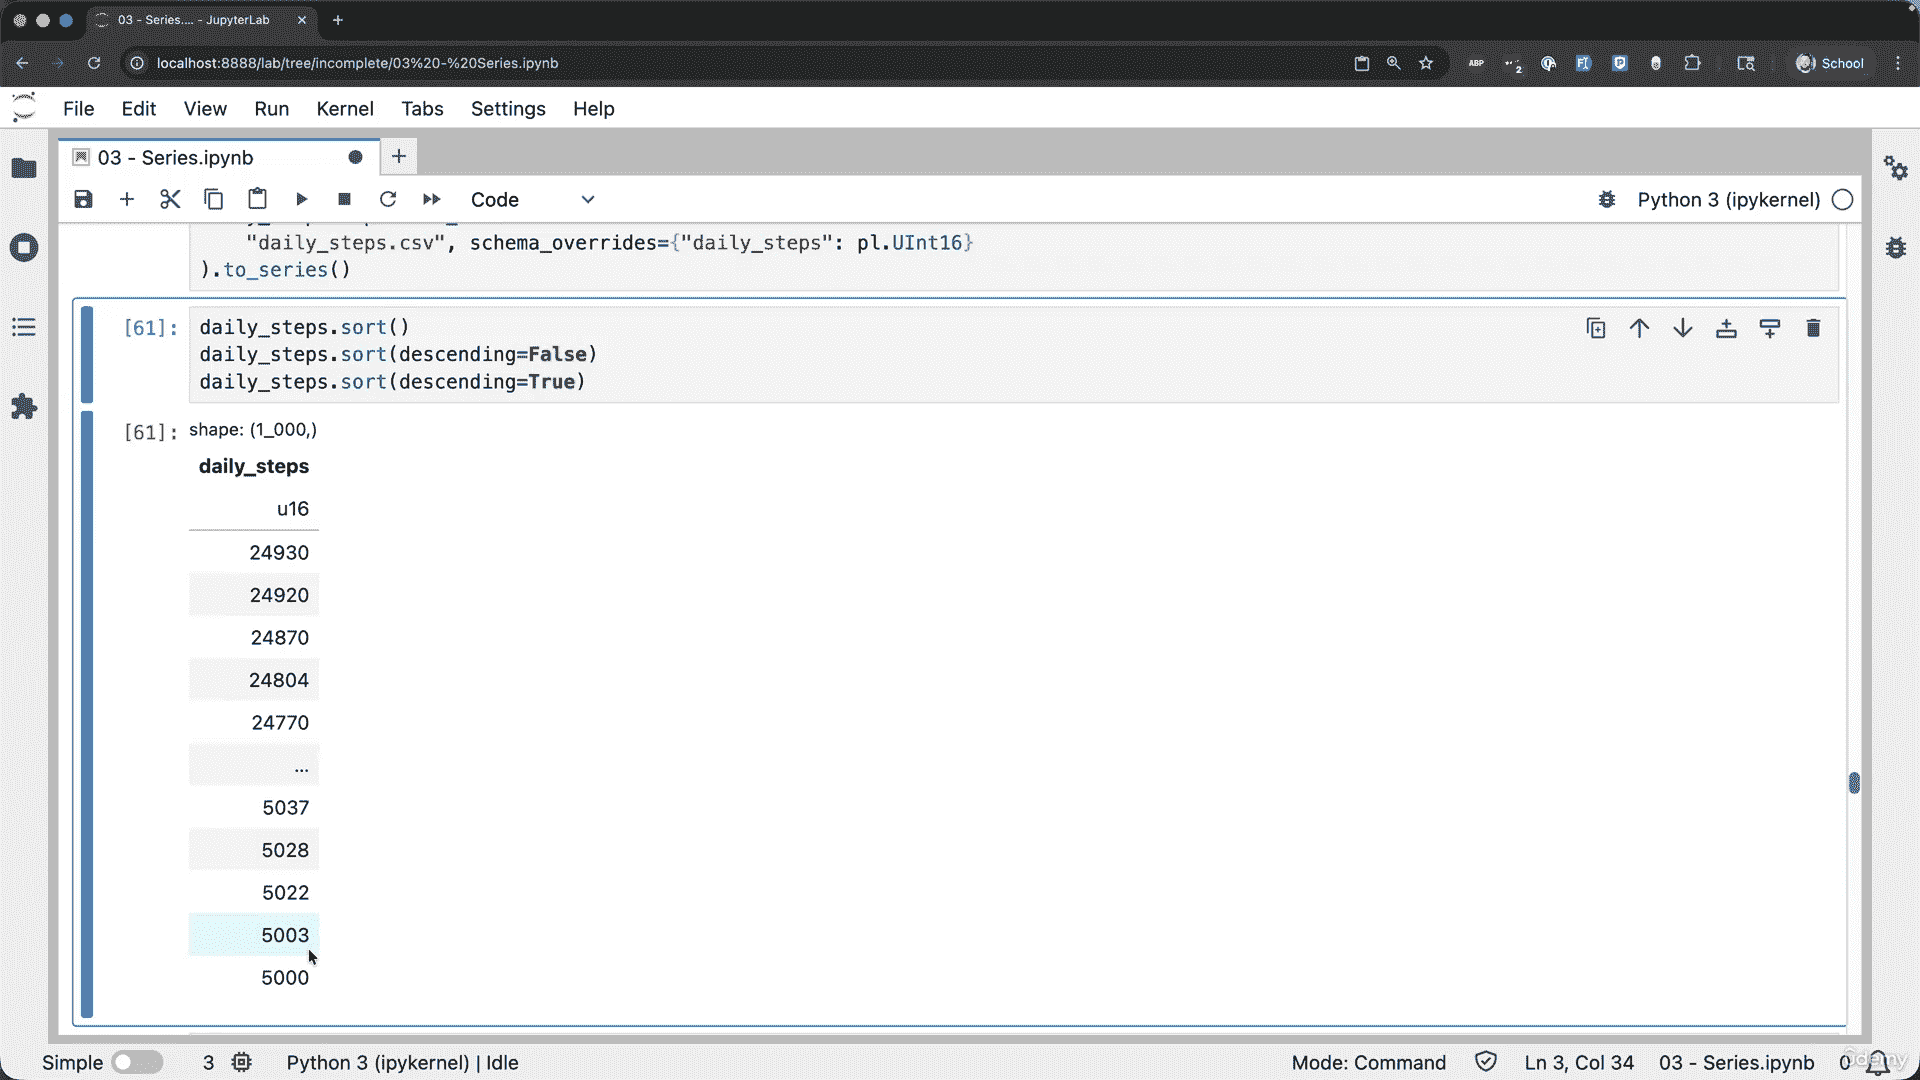 03 - Series.... - JupyterLab
localhost:8888/lab/tree/incomplete/03%20-%20Series.ipynb
ABP
2
School
File Edit View Run Kernel Tabs Settings Help
03 - Series.ipynb
Code
Python 3 (ipykernel)
"daily_steps.csv", schema_overrides={"daily_steps": pl.UInt16}
).to_series()
[61]:
daily_steps.sort()
daily_steps.sort(descending=False)
daily_steps.sort(descending=True)
[61]:
shape: (1_000,)
daily_steps
u16
24930
24920
24870
24804
24770
...
5037
5028
5022
5003
5000
Simple 3 Python 3 (ipykernel) | Idle Mode: Command Ln 3, Col 34 03 - Series.ipynb 0
Udemy